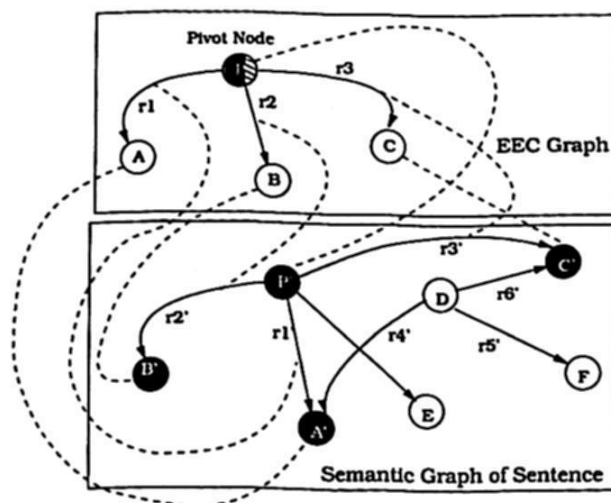 Pivot Node
r1
r2
r3
A
B
C
EEC Graph
P'
r3'
C'
D
r6'
r2'
r1'
r4'
r5'
B'
A'
E
F
Semantic Graph of Sentence